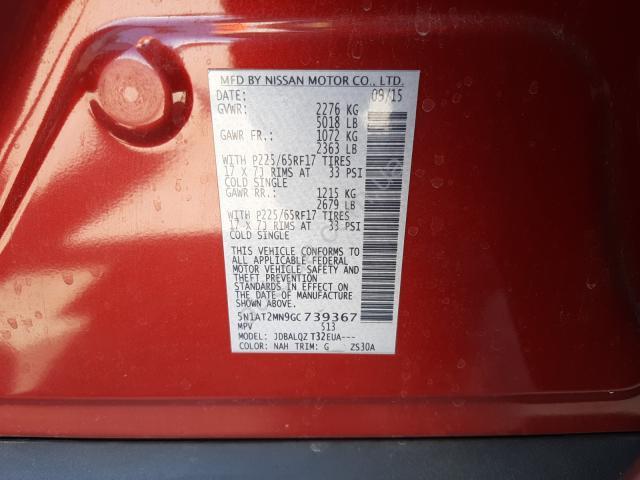 MFD BY NISSAN MOTOR CO., LTD.
DATE: 09/15
GVWR: 2276 KG
5018 LB
GAWR FR.: 1072 KG
2363 LB
WITH P225/65RF17 TIRES
17 X 7J RIMS AT 33 PSI
COLD SINGLE
GAWR RR.: 1215 KG
2679 LB
WITH P225/65RF17 TIRES
17 X 7J RIMS AT 33 PSI
COLD SINGLE
THIS VEHICLE CONFORMS TO
ALL APPLICABLE FEDERAL
MOTOR VEHICLE SAFETY AND
THEFT PREVENTION
STANDARDS IN EFFECT ON
THE DATE OF MANUFACTURE
SHOWN ABOVE.
5N1AT2MN9GC739367
MPV 513
MODEL: JDBALQZ T32EUA---
COLOR: NAH TRIM: G__ ZS30A